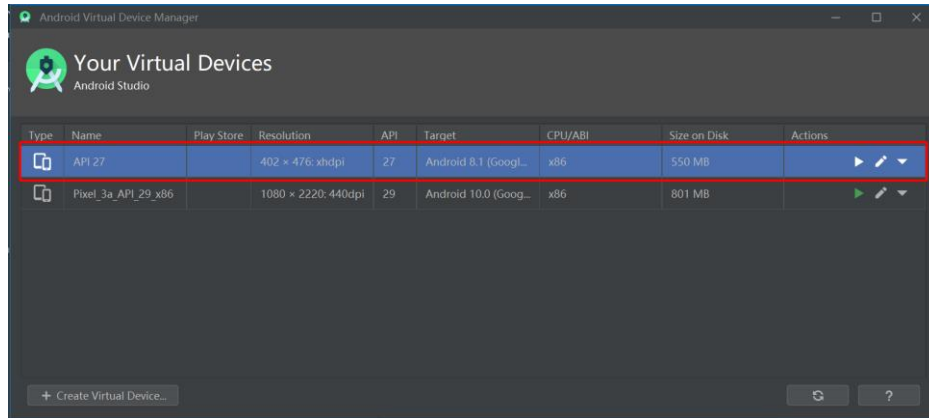 Android Virtual Device Manager
Your Virtual Devices
Android Studio
Type Name Play Store Resolution API Target CPU/ABI Size on Disk Actions
API 27 402 × 476: xhdpi 27 Android 8.1 (Googl... x86 550 MB
Pixel_3a_API_29_x86 1080 × 2220: 440dpi 29 Android 10.0 (Goog... x86 801 MB
+ Create Virtual Device... ?